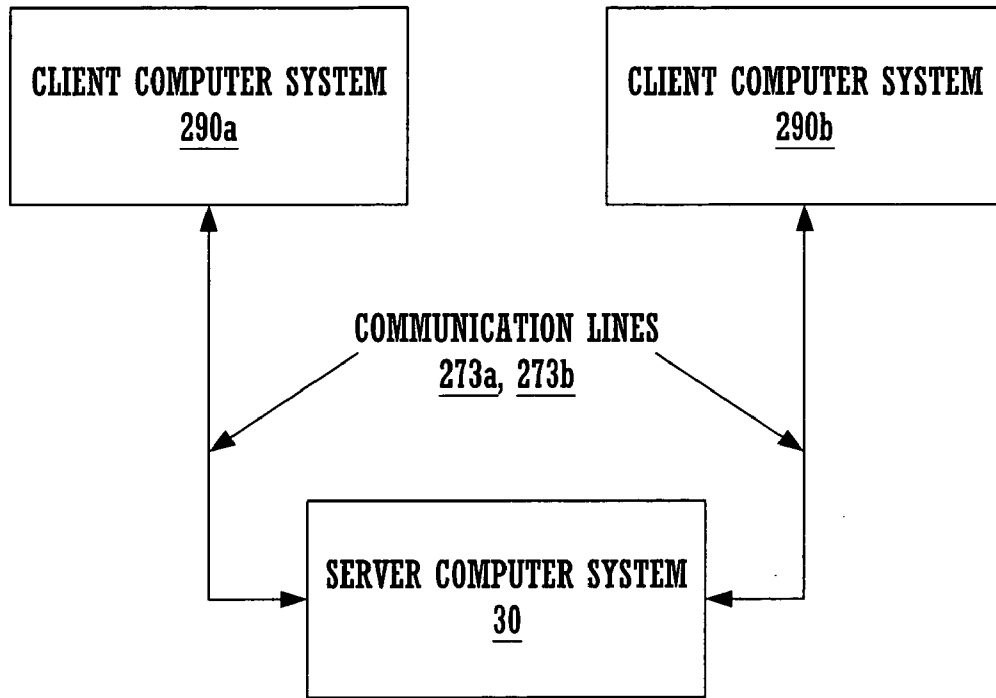 CLIENT COMPUTER SYSTEM
290a
CLIENT COMPUTER SYSTEM
290b
COMMUNICATION LINES
273a, 273b
SERVER COMPUTER SYSTEM
30